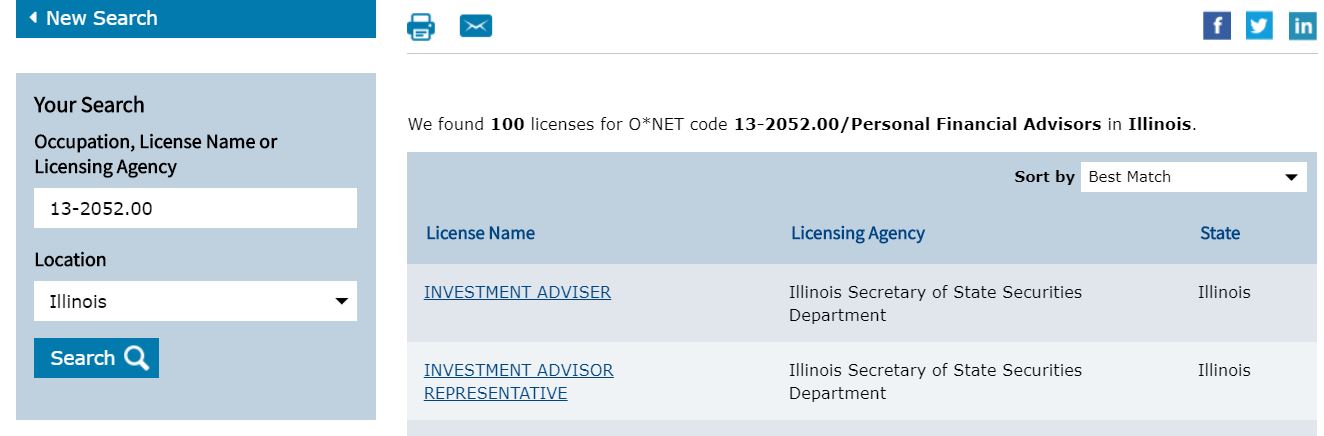 New Search
Your Search
Occupation, License Name or
Licensing Agency
13-2052.00
Location
Illinois
Search
We found 100 licenses for O*NET code 13-2052.00/Personal Financial Advisors in Illinois.
Sort by Best Match
License Name Licensing Agency State
INVESTMENT ADVISER Illinois Secretary of State Securities Illinois
Department
INVESTMENT ADVISOR Illinois Secretary of State Securities Illinois
REPRESENTATIVE Department